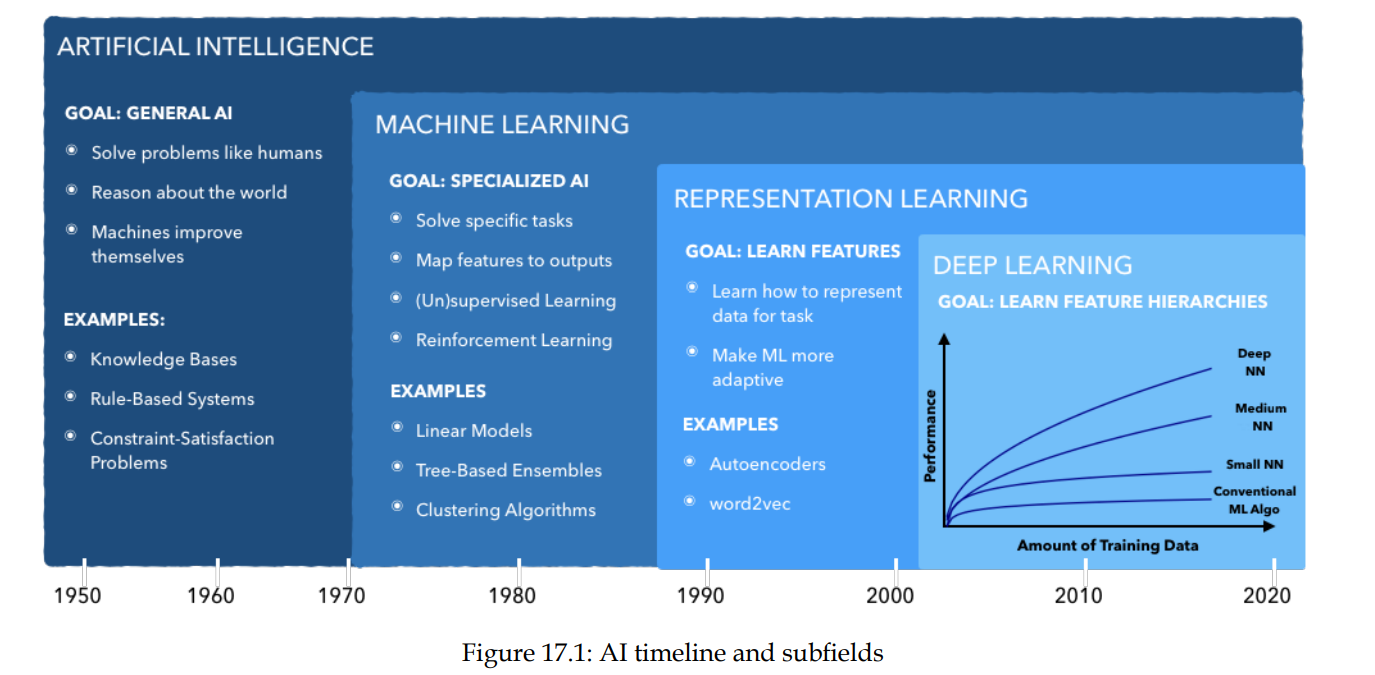 ARTIFICIAL INTELLIGENCE
GOAL: GENERAL AI
Solve problems like humans
Reason about the world
Machines improve
themselves
EXAMPLES:
Knowledge Bases
Rule-Based Systems
Constraint-Satisfaction
Problems
MACHINE LEARNING
GOAL: SPECIALIZED AI
Solve specific tasks
Map features to outputs
(Un)supervised Learning
Reinforcement Learning
EXAMPLES
Linear Models
Tree-Based Ensembles
Clustering Algorithms
REPRESENTATION LEARNING
GOAL: LEARN FEATURES
Learn how to represent
data for task
Make ML more
adaptive
EXAMPLES
Autoencoders
word2vec
DEEP LEARNING
GOAL: LEARN FEATURE HIERARCHIES
Performance
Deep
NN
Medium
NN
Small NN
Conventional
ML Algo
Amount of Training Data
1950 1960 1970 1980 1990 2000 2010 2020
Figure 17.1: AI timeline and subfields